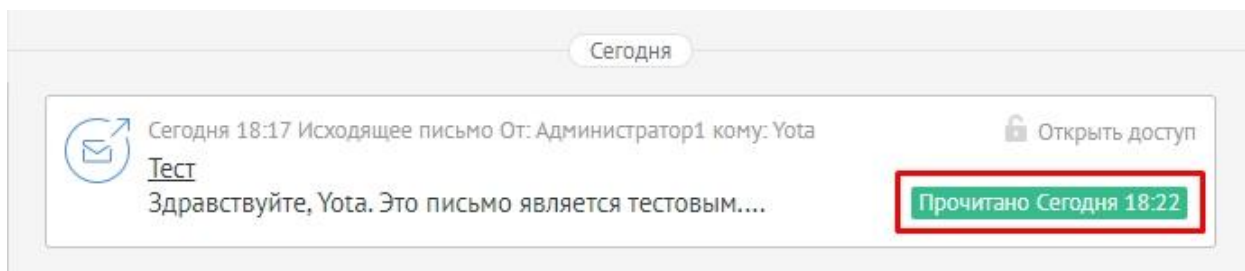 Сегодня
Сегодня 18:17 Исходящее письмо От: Администратор1 кому: Yota
Открыть доступ
Тест
Здравствуйте, Yota. Это письмо является тестовым....
Прочитано Сегодня 18:22